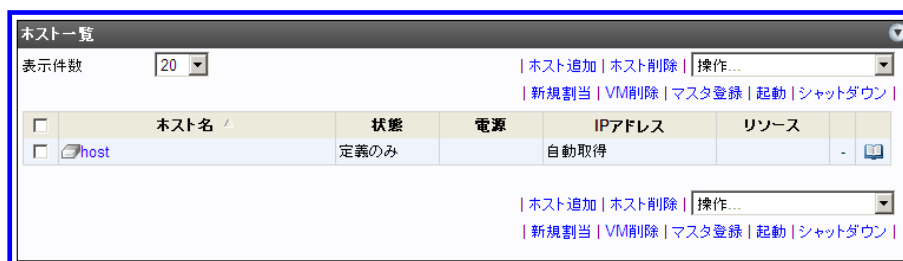 ホスト一覧
表示件数 20 | ホスト追加 | ホスト削除 | 操作...
| 新規割当 | VM削除 | マスタ登録 | 起動 | シャットダウン |
ホスト名 状態 電源 IPアドレス リソース
host 定義のみ 自動取得 -
| ホスト追加 | ホスト削除 | 操作...
| 新規割当 | VM削除 | マスタ登録 | 起動 | シャットダウン |